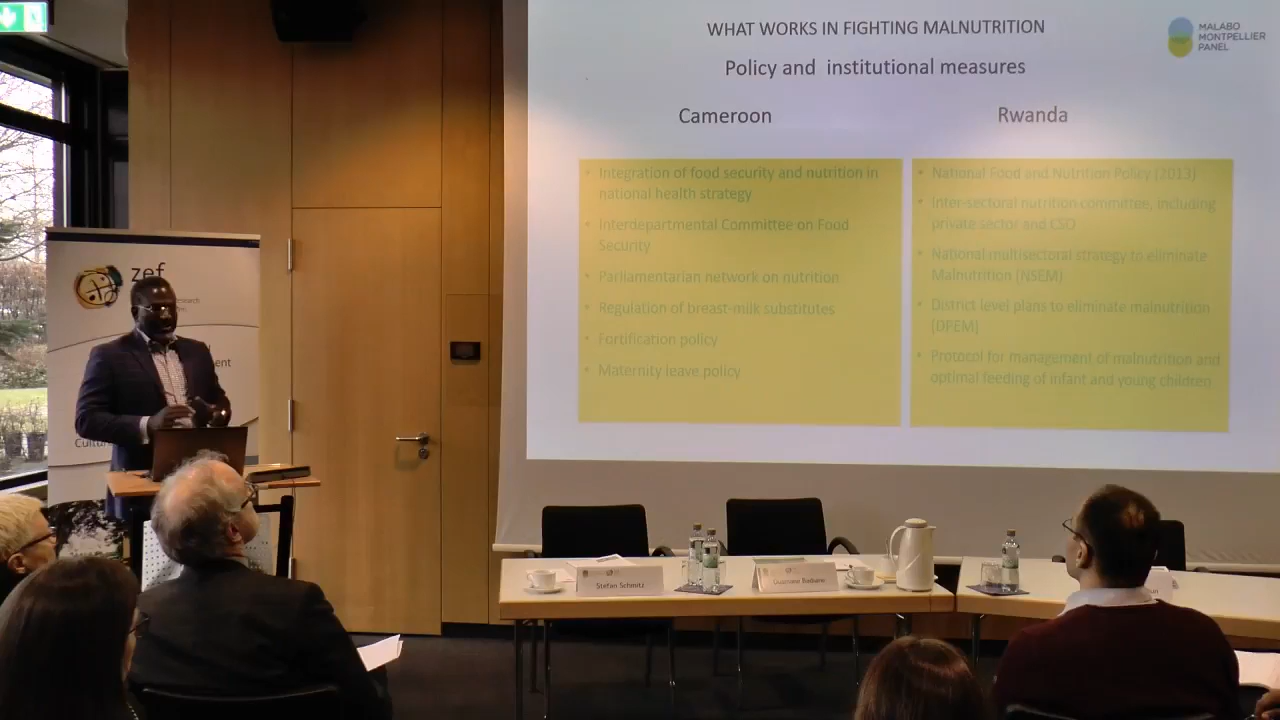 WHAT WORKS IN FIGHTING MALNUTRITION
MALABO
MONTPELLIER
PANEL
Policy and institutional measures
Cameroon
Rwanda
• Integration of food security and nutrition in
national health strategy
• Interdepartmental Committee on Food
Security
• Parliamentarian network on nutrition
• Regulation of breast-milk substitutes
• Fortification policy
• Maternity leave policy
• National Food and Nutrition Policy (2013)
• Inter-sectoral nutrition committee, including
private sector and CSO
• National multisectoral strategy to eliminate
Malnutrition (NSEM)
• District level plans to eliminate malnutrition
[DPEM]
• Protocol for management of malnutrition and
optimal feeding of infant and young children
zef
Stefan Schmitz
Ousmane Badiane